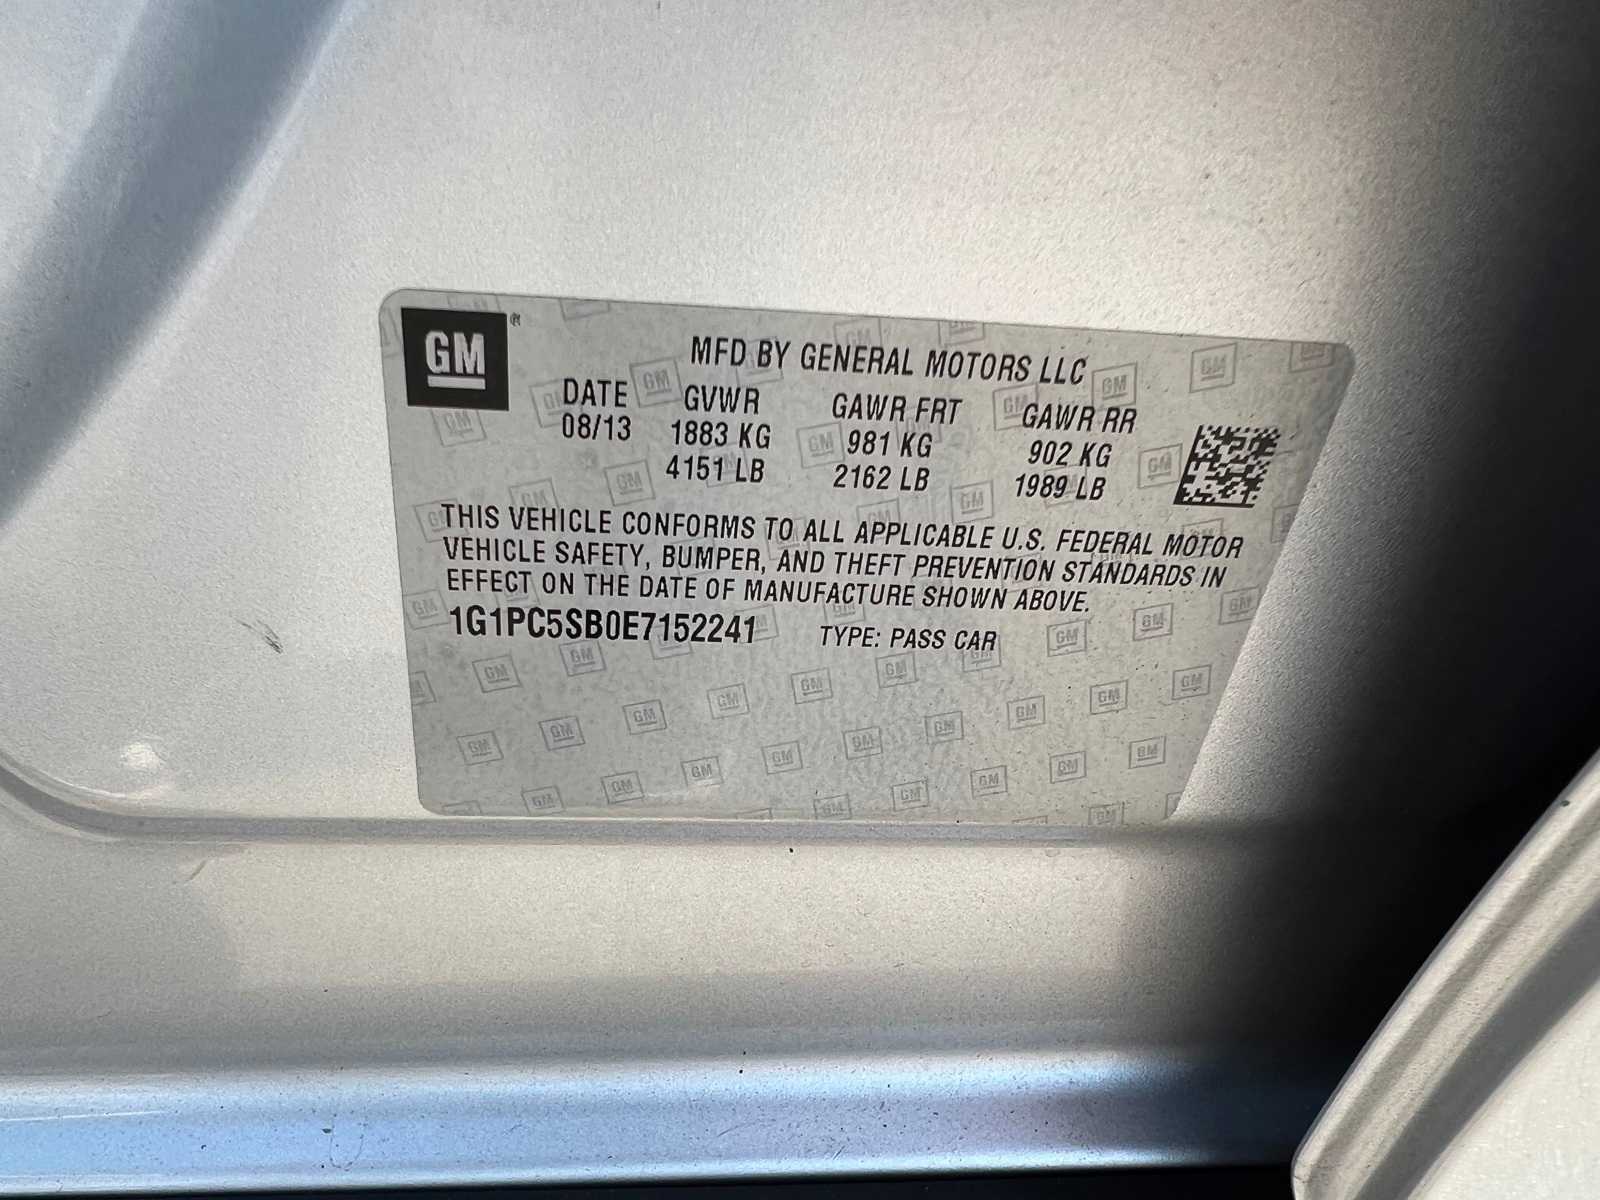 GM ®
MFD BY GENERAL MOTORS LLC
DATE GVWR GAWR FRT GAWR RR
08/13 1883 KG 981 KG 902 KG
4151 LB 2162 LB 1989 LB
THIS VEHICLE CONFORMS TO ALL APPLICABLE U.S. FEDERAL MOTOR
VEHICLE SAFETY, BUMPER, AND THEFT PREVENTION STANDARDS IN
EFFECT ON THE DATE OF MANUFACTURE SHOWN ABOVE.
1G1PC5SB0E7152241 TYPE: PASS CAR